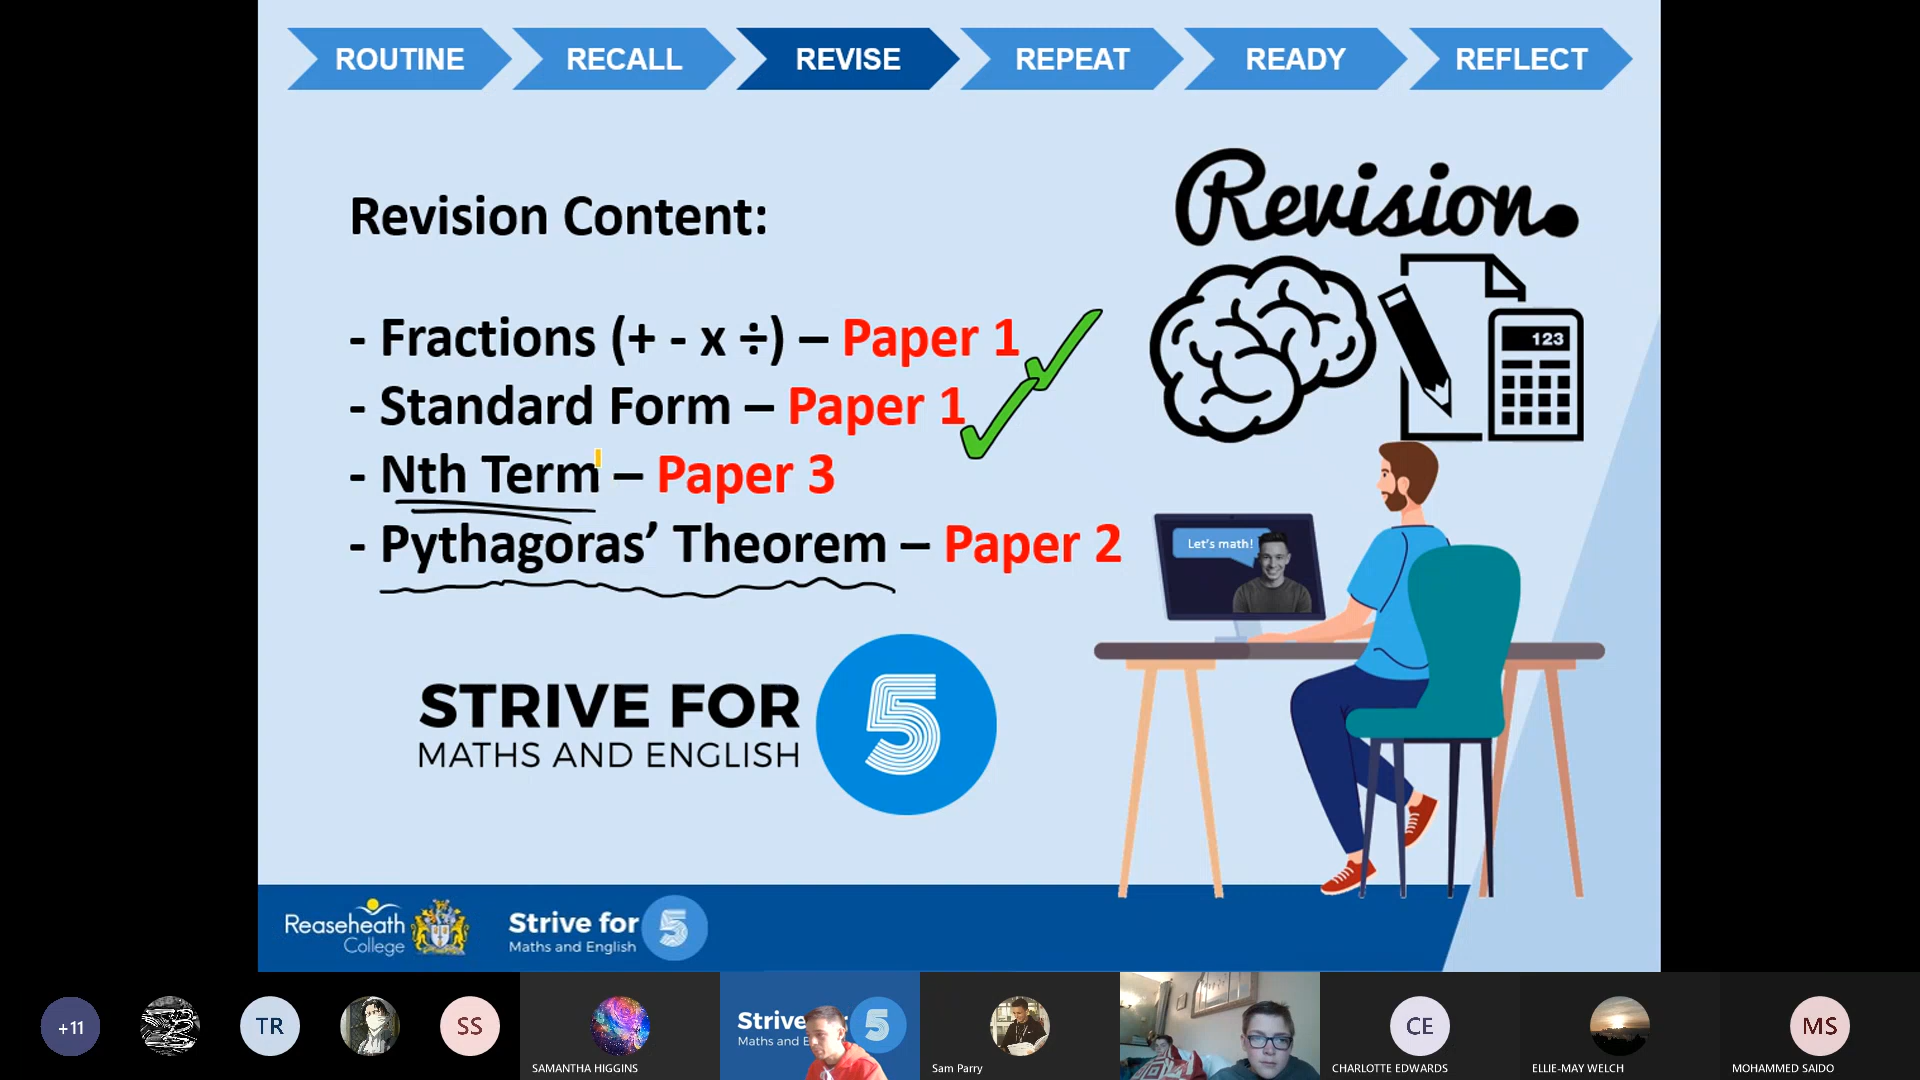 ROUTINE
RECALL
REVISE
REPEAT
READY
REFLECT
Revision.
Revision Content:
- Fractions (+ - x ÷) – Paper 1
- Standard Form – Paper 1
- Nth Term – Paper 3
- Pythagoras’ Theorem – Paper 2
123
Let's math!
STRIVE FOR
MATHS AND ENGLISH
5
Reaseheath
College
Strive for
Maths and English
5
+11
TR
SS
SAMANTHA HIGGINS
Strive
Maths and E
5
Sam Parry
CE
CHARLOTTE EDWARDS
ELLIE-MAY WELCH
MS
MOHAMMED SAIDO